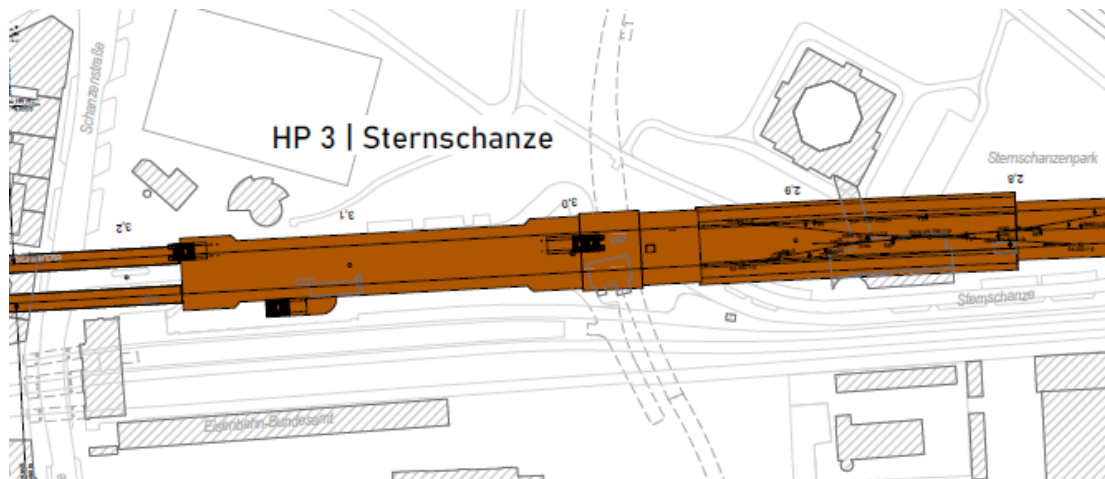 Schanzenstraße
HP 3 | Sternschanze
Sternschanzenpark
2,8
2,9
3,0
3,1
3,2
Sternschanze
Eisenbahn-Bundesamt